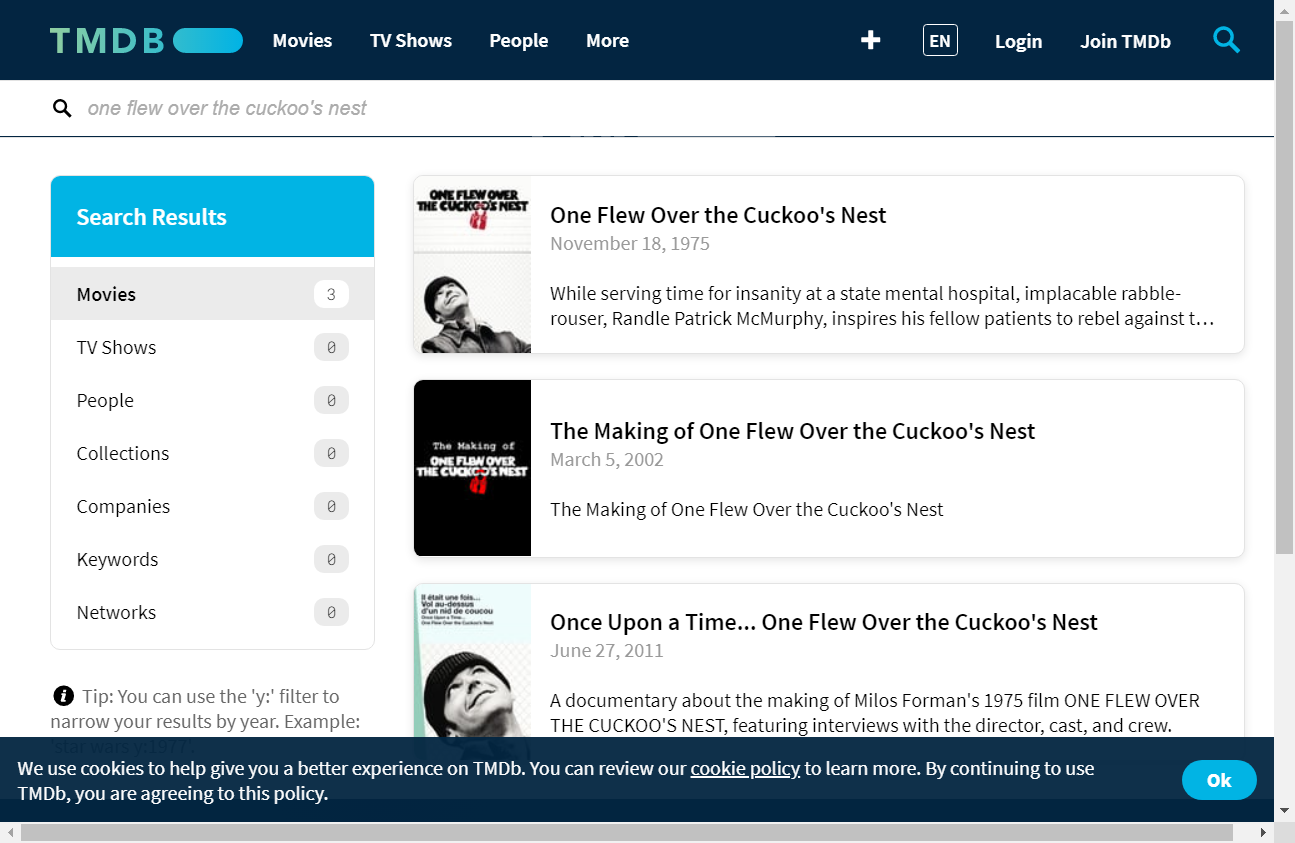 TMDB
Movies
TV Shows
People
More
EN
Login
Join TMDb
one flew over the cuckoo's nest
Search Results
Movies 3
TV Shows 0
People 0
Collections 0
Companies 0
Keywords 0
Networks 0
Tip: You can use the 'y:' filter to
narrow your results by year. Example:
'star wars y:1977'.
ONE FLEW OVER
THE CUCKOO'S NEST
One Flew Over the Cuckoo's Nest
November 18, 1975
While serving time for insanity at a state mental hospital, implacable rabble-
rouser, Randle Patrick McMurphy, inspires his fellow patients to rebel against t…
The Making of
ONE FLEW OVER
THE CUCKOO'S NEST
The Making of One Flew Over the Cuckoo's Nest
March 5, 2002
The Making of One Flew Over the Cuckoo's Nest
Il était une fois...
Vol au-dessus
d'un nid de coucou
Once Upon a Time...
One Flew Over the Cuckoo's Nest
Once Upon a Time... One Flew Over the Cuckoo's Nest
June 27, 2011
A documentary about the making of Milos Forman's 1975 film ONE FLEW OVER
THE CUCKOO'S NEST, featuring interviews with the director, cast, and crew.
We use cookies to help give you a better experience on TMDb. You can review our cookie policy to learn more. By continuing to use
TMDb, you are agreeing to this policy.
Ok